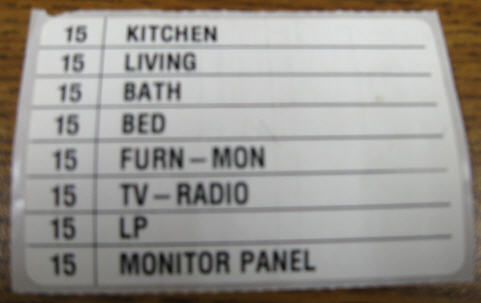 15 KITCHEN
15 LIVING
15 BATH
15 BED
15 FURN – MON
15 TV – RADIO
15 LP
15 MONITOR PANEL